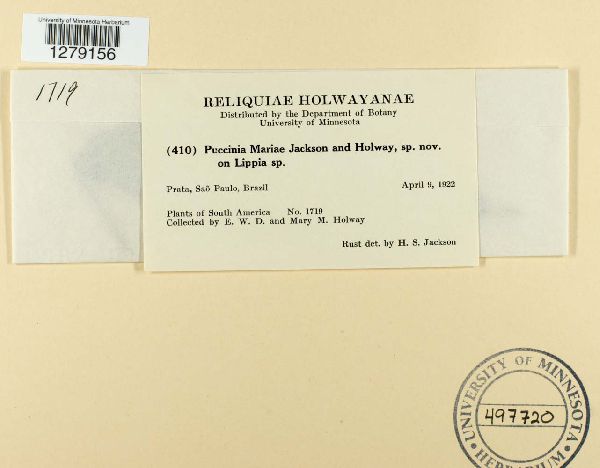 University of Minnesota Herbarium
1279156
1719
RELIQUIAE HOLWAYANAE
Distributed by the Department of Botany
University of Minnesota
(410) Puccinia Mariae Jackson and Holway, sp. nov.
on Lippia sp.
Prata, Saō Paulo, Brazil April 9, 1922
Plants of South America No. 1719
Collected by E. W. D. and Mary M. Holway
Rust det. by H. S. Jackson
UNIVERSITY OF MINNESOTA
497720
HERBARIUM